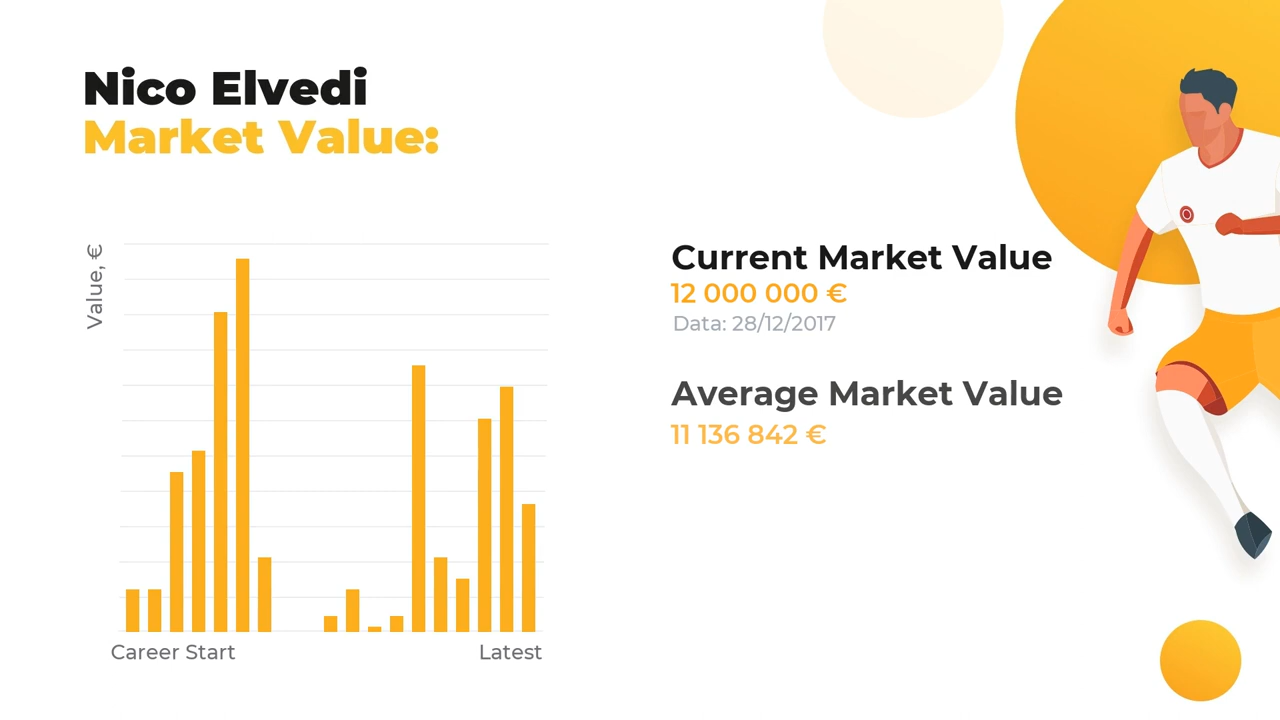 Nico Elvedi
Market Value:
Value, €
Career Start
Latest
Current Market Value
12 000 000 €
Data: 28/12/2017
Average Market Value
11 136 842 €